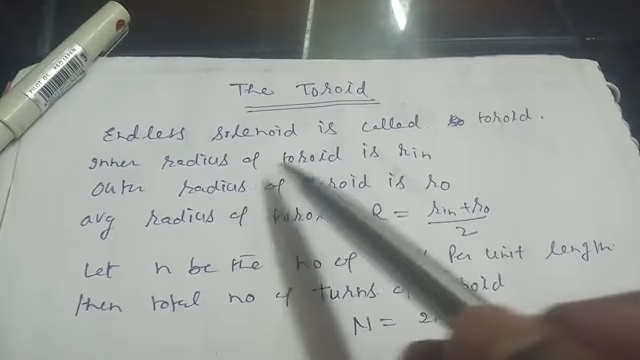 The Toroid
Endless solenoid is called toroid.
inner radius of toroid is rin
outer radius of is ro
avg radius of R = rin+ro/2
Let n be the no of per unit length
then total no of turns of
N = 2